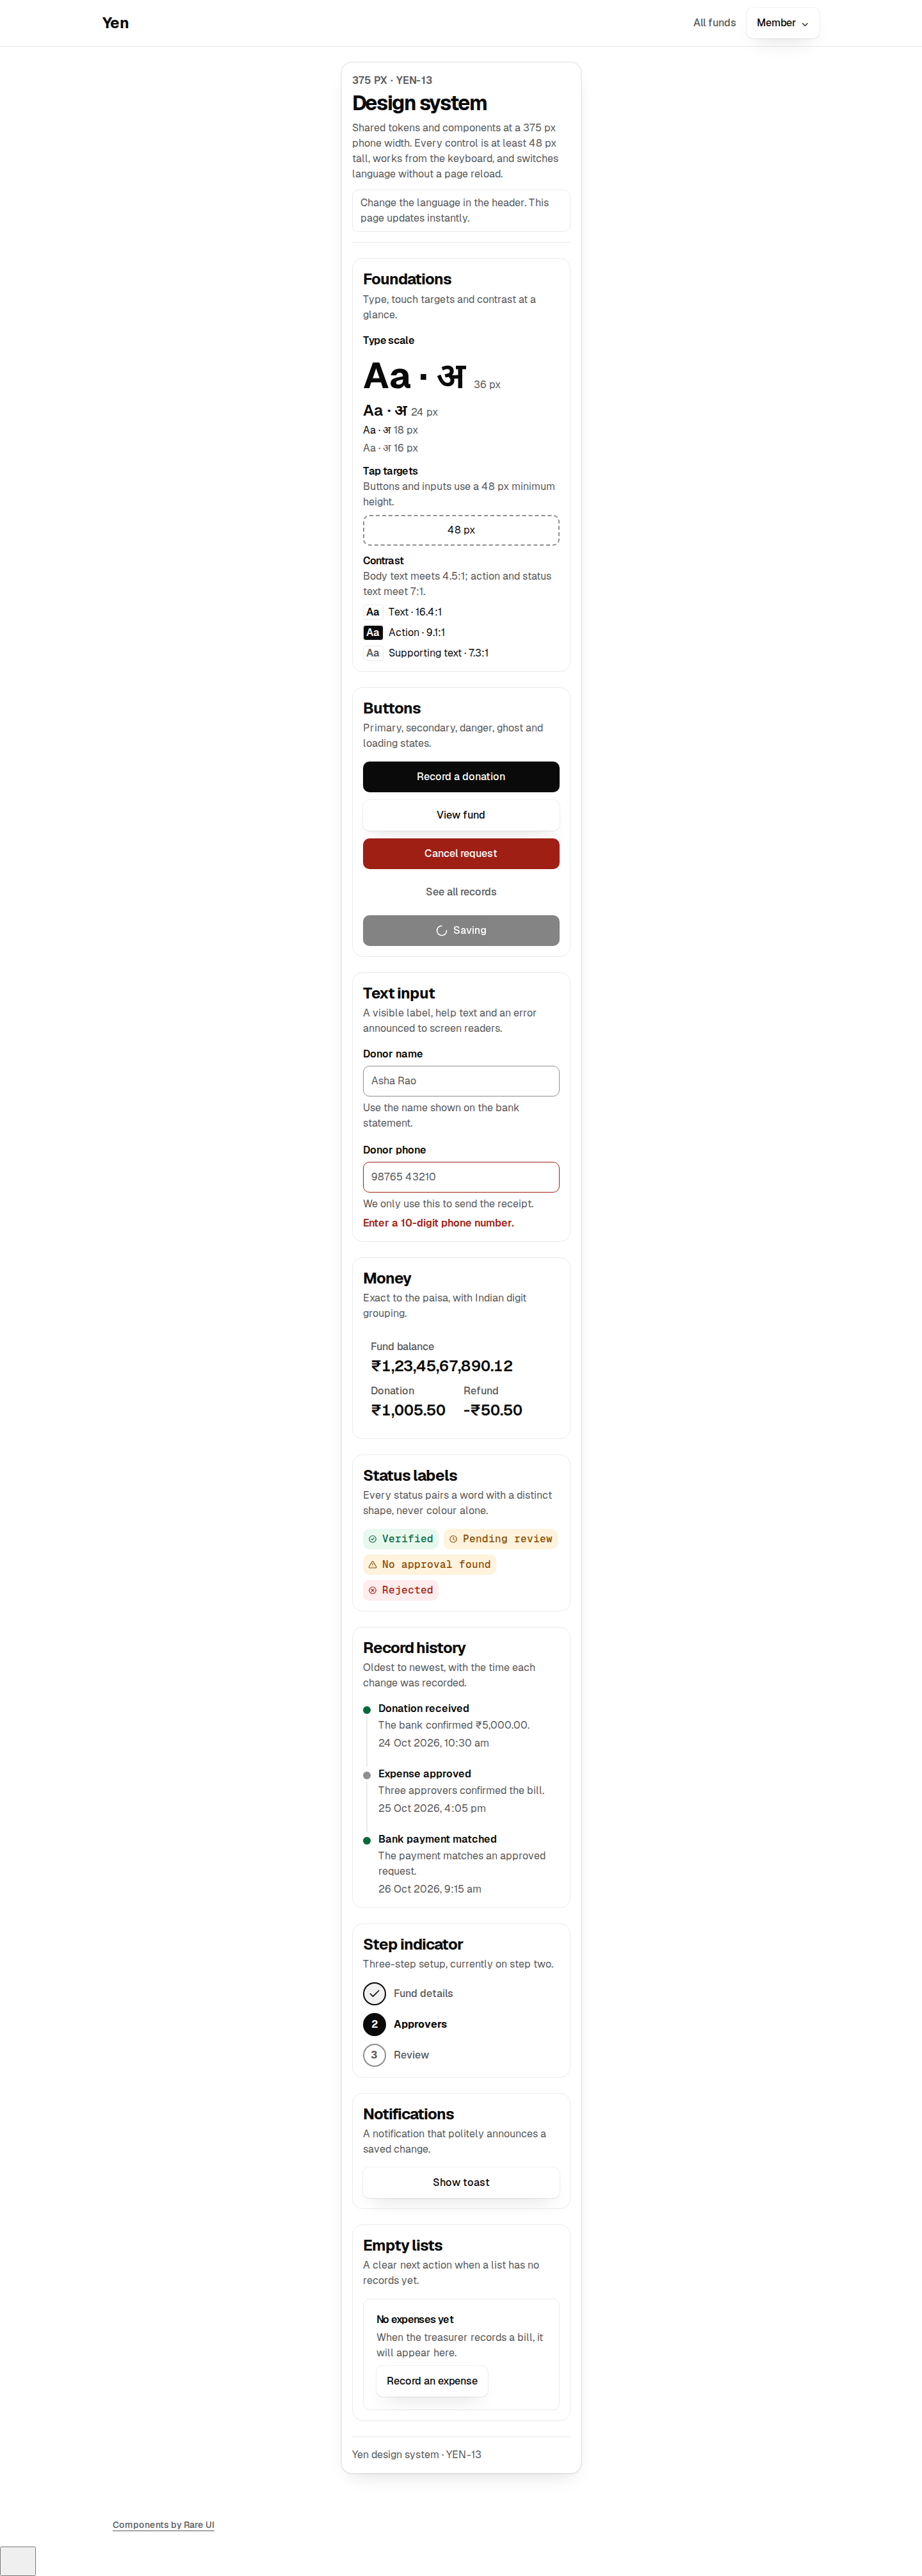 Yen
All funds
Member
375 PX · YEN-13
Design system
Shared tokens and components at a 375 px
phone width. Every control is at least 48 px
tall, works from the keyboard, and switches
language without a page reload.
Change the language in the header. This
page updates instantly.
Foundations
Type, touch targets and contrast at a
glance.
Type scale
Aa · अ 36 px
Aa · अ 24 px
Aa · अ 18 px
Aa · अ 16 px
Tap targets
Buttons and inputs use a 48 px minimum
height.
48 px
Contrast
Body text meets 4.5:1; action and status
text meet 7:1.
Aa Text · 16.4:1
Aa Action · 9.1:1
Aa Supporting text · 7.3:1
Buttons
Primary, secondary, danger, ghost and
loading states.
Record a donation
View fund
Cancel request
See all records
Saving
Text input
A visible label, help text and an error
announced to screen readers.
Donor name
Asha Rao
Use the name shown on the bank
statement.
Donor phone
98765 43210
We only use this to send the receipt.
Enter a 10-digit phone number.
Money
Exact to the paisa, with Indian digit
grouping.
Fund balance
₹1,23,45,67,890.12
Donation Refund
₹1,005.50 -₹50.50
Status labels
Every status pairs a word with a distinct
shape, never colour alone.
Verified Pending review
No approval found
Rejected
Record history
Oldest to newest, with the time each
change was recorded.
Donation received
The bank confirmed ₹5,000.00.
24 Oct 2026, 10:30 am
Expense approved
Three approvers confirmed the bill.
25 Oct 2026, 4:05 pm
Bank payment matched
The payment matches an approved
request.
26 Oct 2026, 9:15 am
Step indicator
Three-step setup, currently on step two.
Fund details
2 Approvers
3 Review
Notifications
A notification that politely announces a
saved change.
Show toast
Empty lists
A clear next action when a list has no
records yet.
No expenses yet
When the treasurer records a bill, it
will appear here.
Record an expense
Yen design system · YEN-13
Components by Rare UI